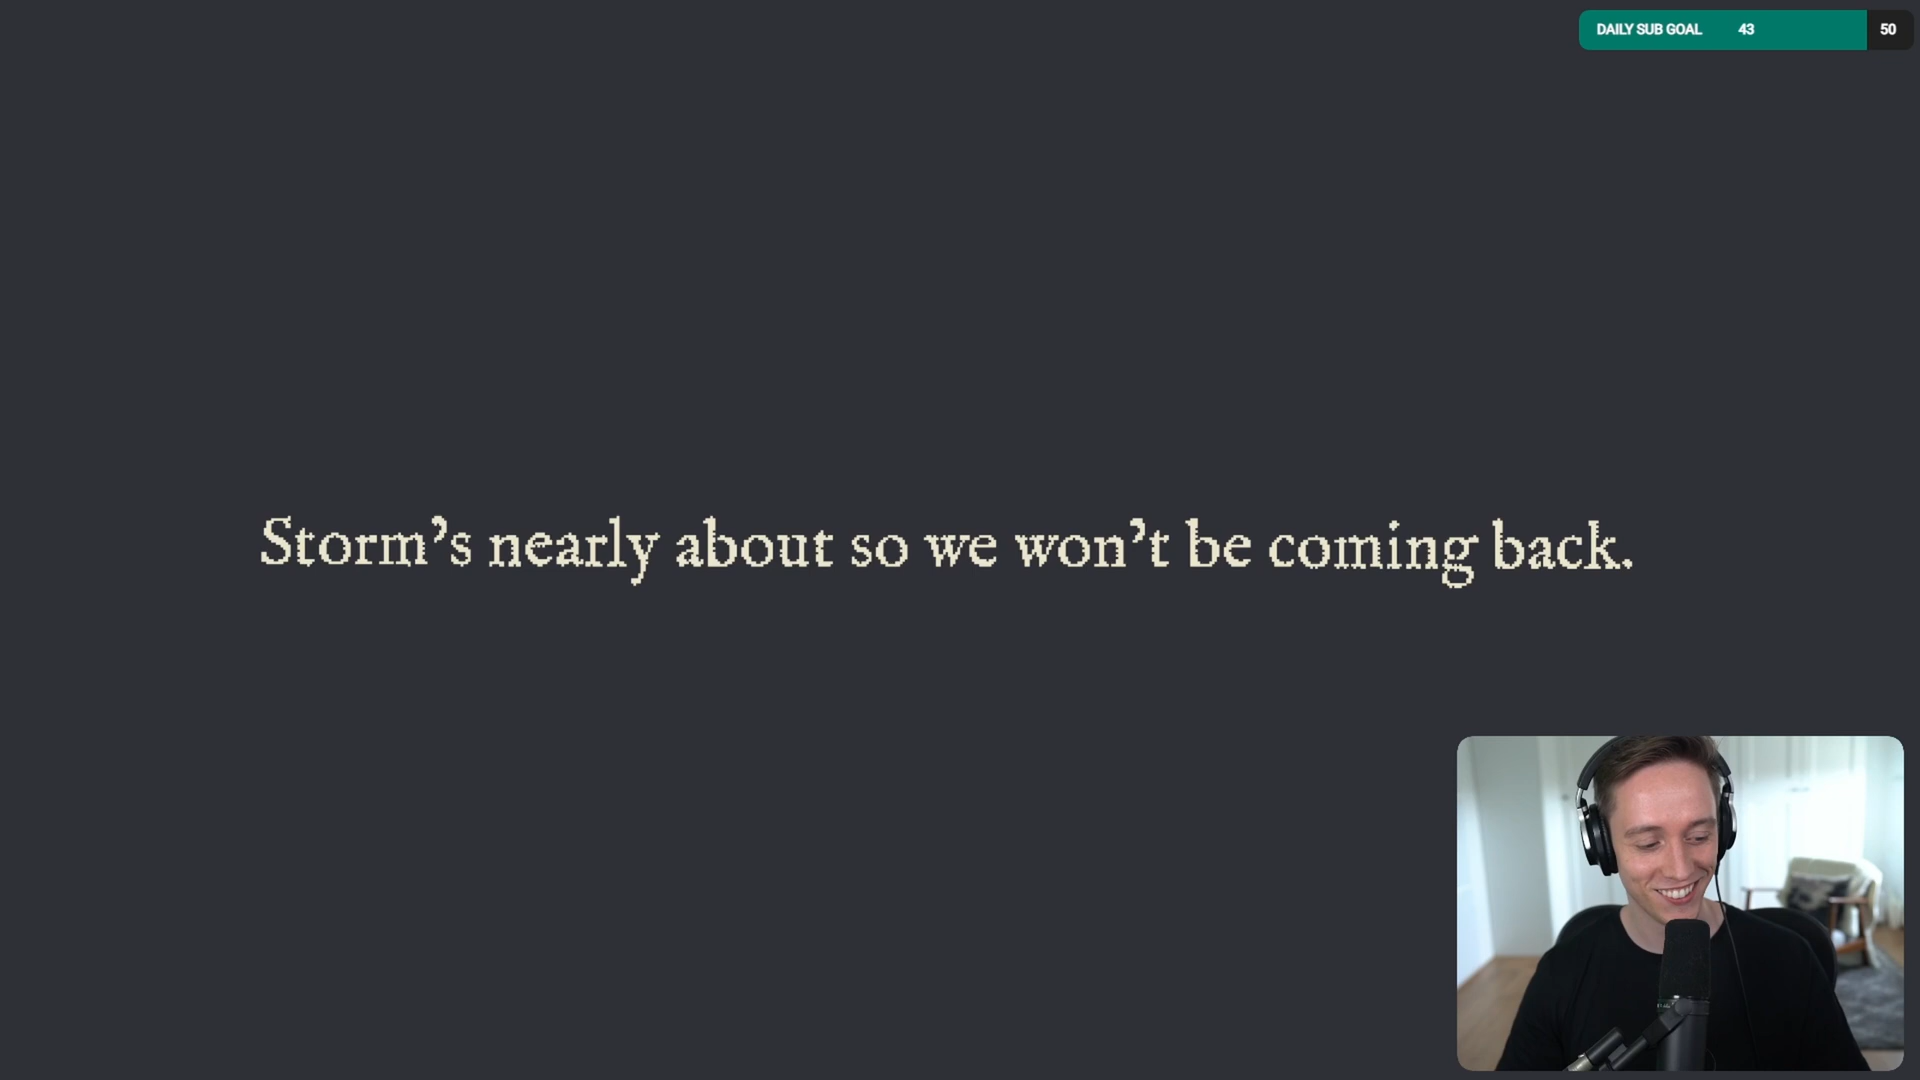 DAILY SUB GOAL 43 50
Storm’s nearly about so we won’t be coming back.